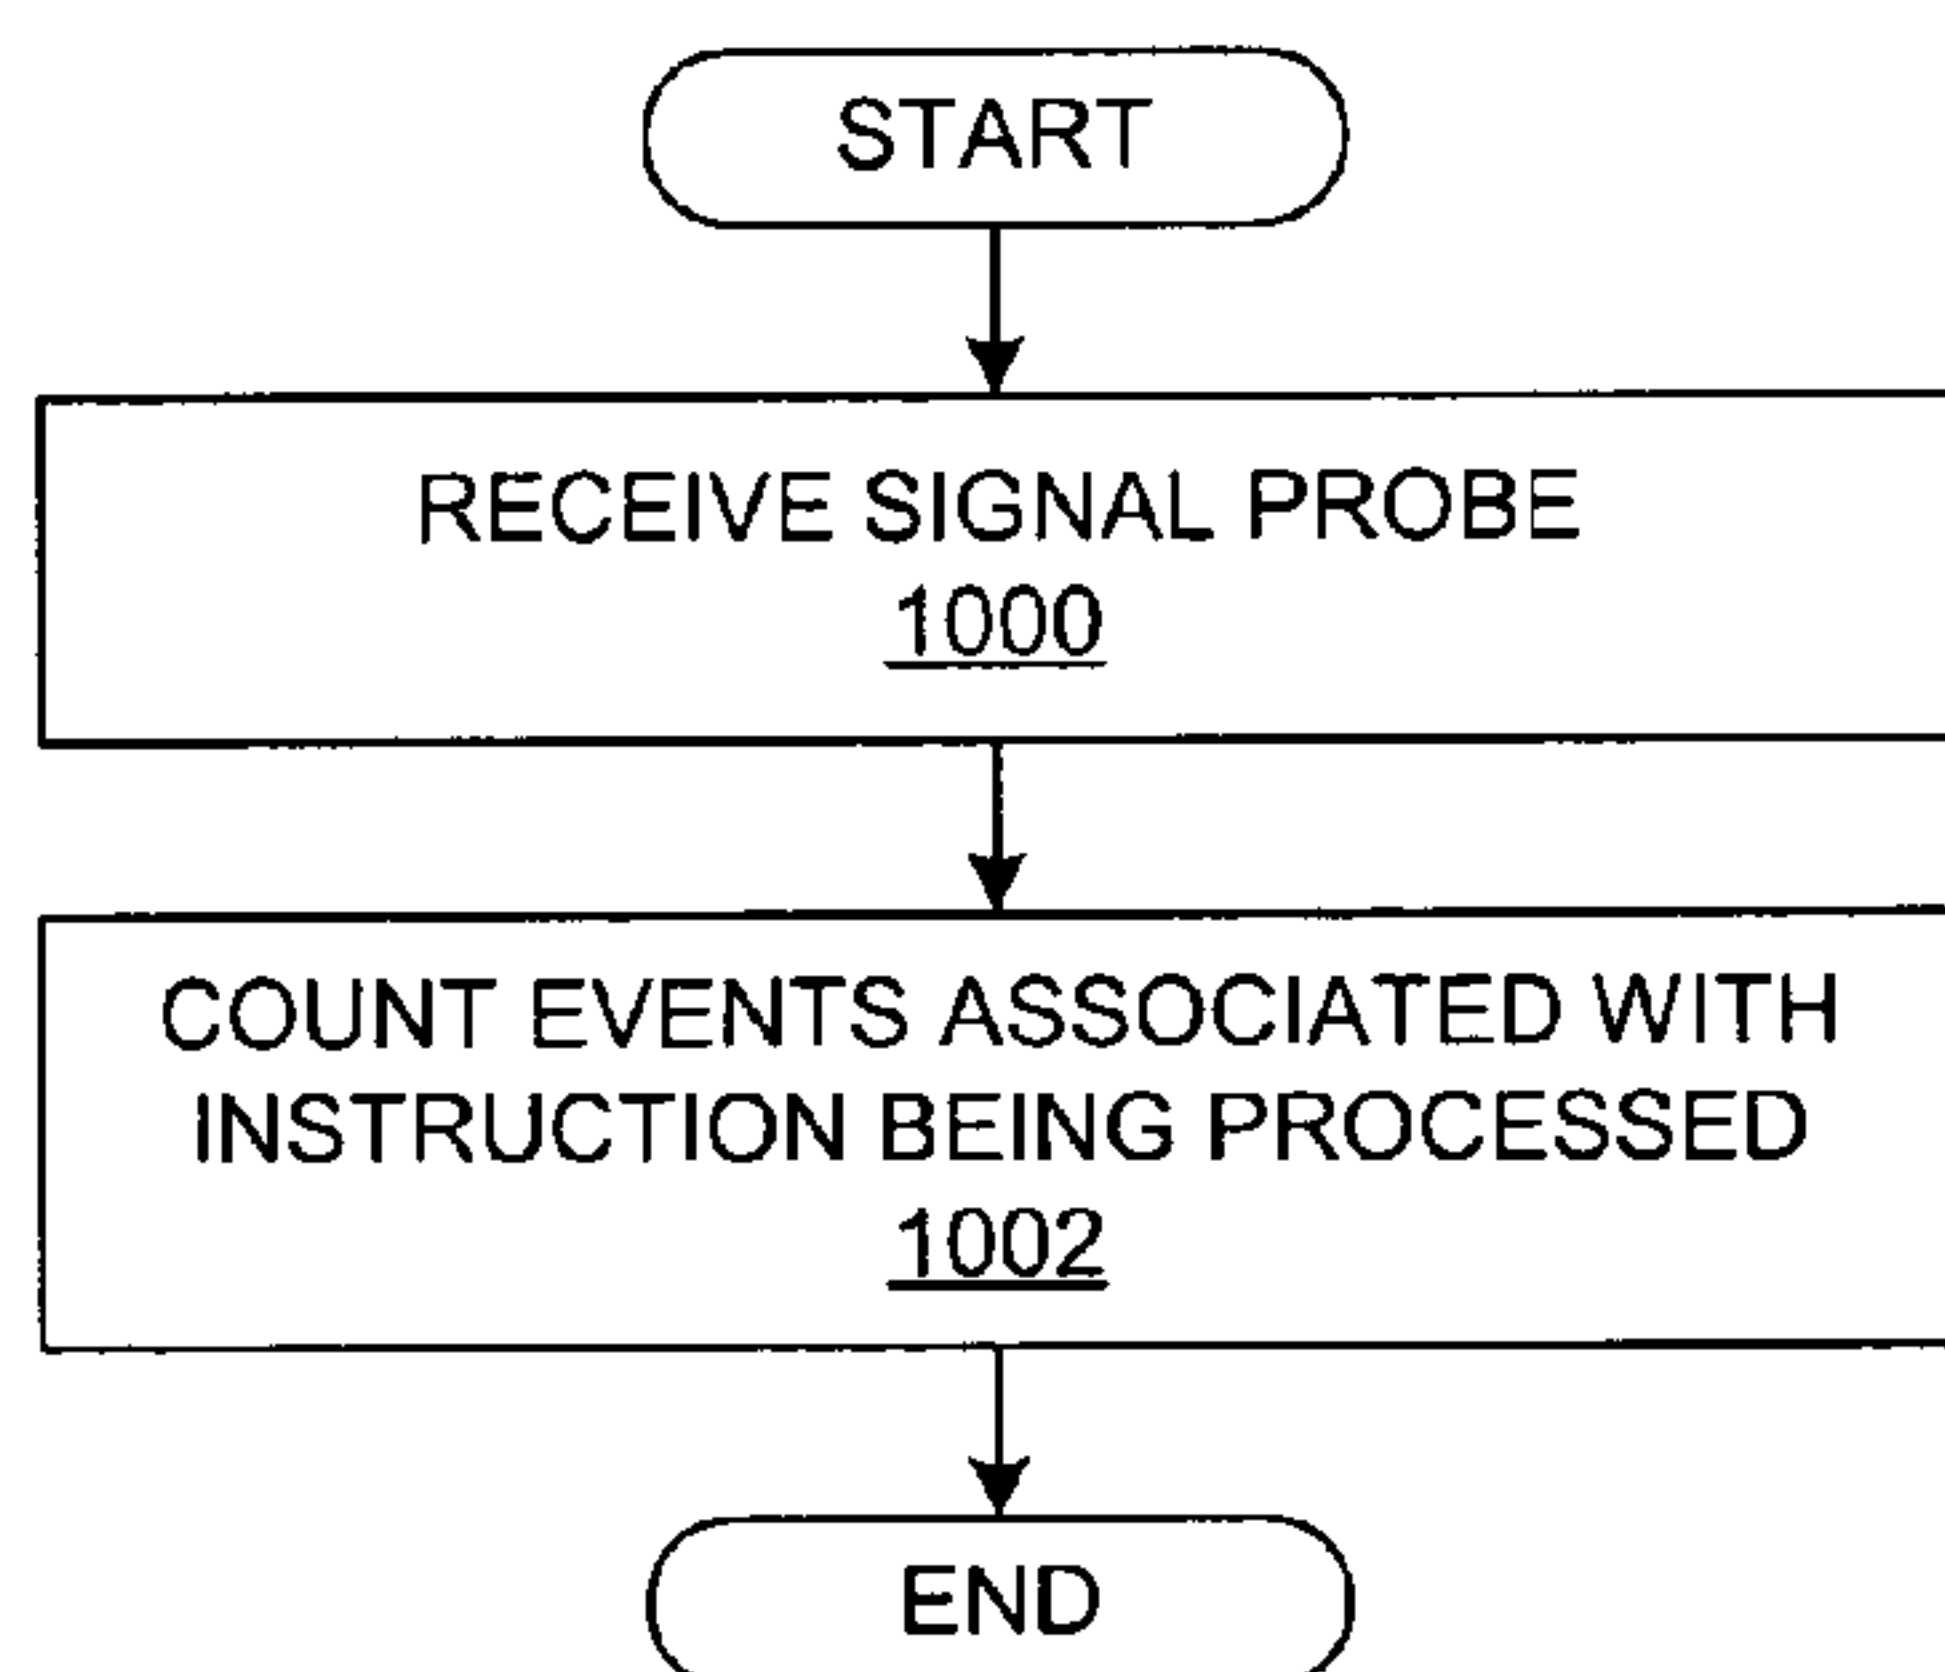 START
RECEIVE SIGNAL PROBE
1000
COUNT EVENTS ASSOCIATED WITH
INSTRUCTION BEING PROCESSED
1002
END